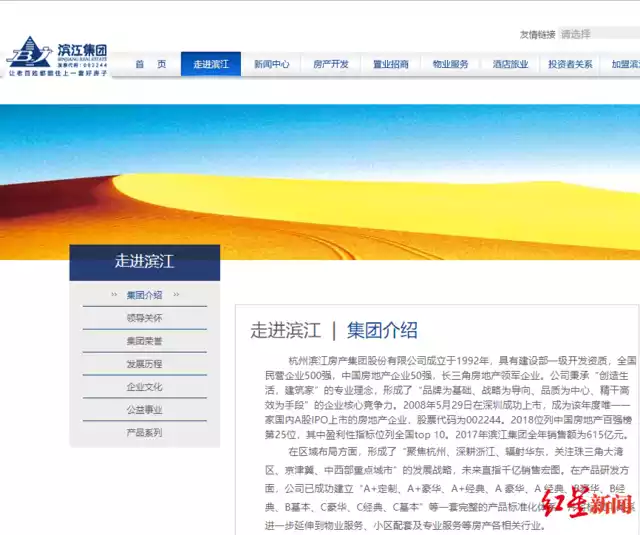 友情链接 请选择
滨江集团
BINJIANG REAL ESTATE
股票代码:002244
让老百姓都能住上一套好房子
首 页 走进滨江 新闻中心 房产开发 置业招商 物业服务 酒店旅业 投资者关系 加盟滨
走进滨江
>> 集团介绍 >>
领导关怀
集团荣誉
发展历程
企业文化
公益事业
产品系列
走进滨江 | 集团介绍
杭州滨江房产集团股份有限公司成立于1992年，具有建设部一级开发资质，全国
民营企业500强，中国房地产企业50强，长三角房地产领军企业。公司秉承“创造生
活，建筑家”的专业理念，形成了“品牌为基础、战略为导向、品质为中心、精干高
效为手段”的企业核心竞争力。2008年5月29日在深圳成功上市，成为该年度唯一一
家国内A股IPO上市的房地产企业，股票代码为002244。2018位列中国房地产百强榜
第25位，其中盈利性指标位列全国top 10。2017年滨江集团全年销售额为615亿元。
在区域布局方面，形成了“聚焦杭州、深耕浙江、辐射华东，关注珠三角大湾
区、京津冀、中西部重点城市”的发展战略，未来直指千亿销售宏图。在产品研发方
面，公司已成功建立“A+定制、A+豪华、A+经典、A 豪华、A 经典、B豪华、B经
典、B基本、C豪华、C经典、C基本”等一套完整的产品标准化体
进一步延伸到物业服务、小区配套及专业服务等房产各相关行业。
红星新闻